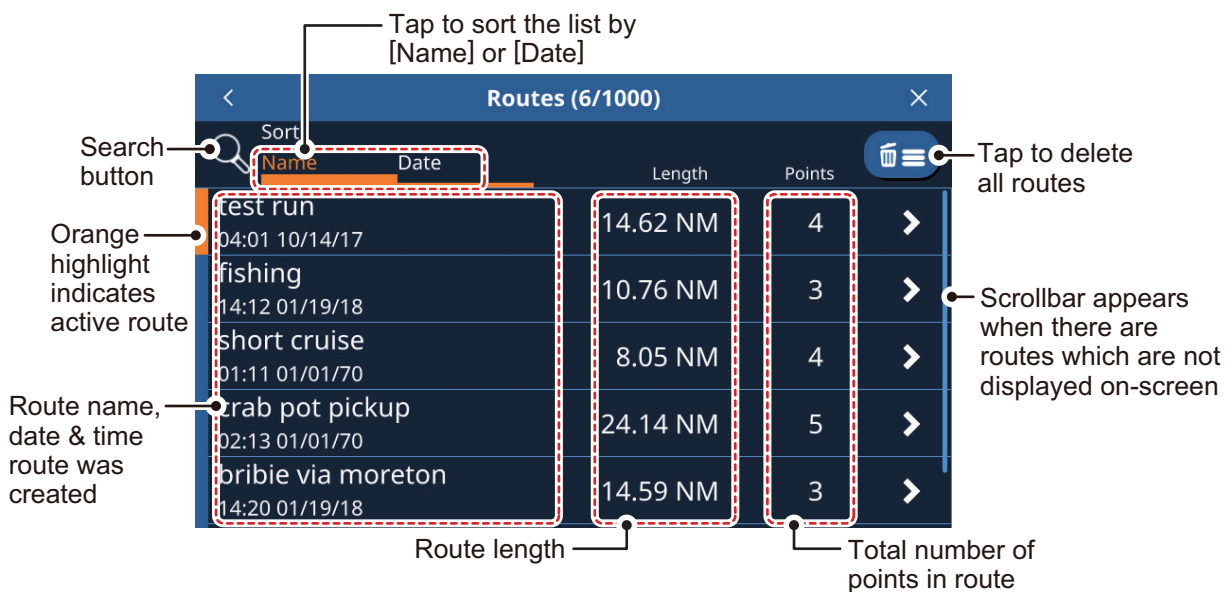 Tap to sort the list by
[Name] or [Date]
Routes (6/1000)
Search
button
Sort
Name Date Length Points
Tap to delete
all routes
Orange
highlight
indicates
active route
test run 14.62 NM 4
04:01 10/14/17
fishing 10.76 NM 3
14:12 01/19/18
Scrollbar appears
when there are
routes which are not
displayed on-screen
short cruise 8.05 NM 4
01:11 01/01/70
Route name,
date & time
route was
created
crab pot pickup 24.14 NM 5
02:13 01/01/70
bribie via moreton 14.59 NM 3
14:20 01/19/18
Route length
Total number of
points in route